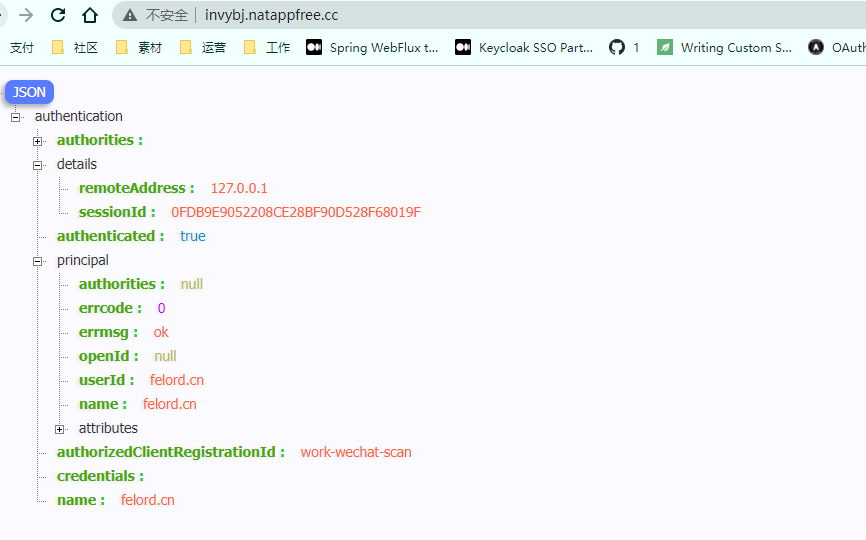 不安全 invybj.natappfree.cc
支付 社区 素材 运营 工作 Spring WebFlux t... Keycloak SSO Part... 1 Writing Custom S... OAuth
JSON
authentication
authorities :
details
remoteAddress : 127.0.0.1
sessionId : 0FDB9E9052208CE28BF90D528F68019F
authenticated : true
principal
authorities : null
errcode : 0
errmsg : ok
openId : null
userId : felord.cn
name : felord.cn
attributes
authorizedClientRegistrationId : work-wechat-scan
credentials :
name : felord.cn